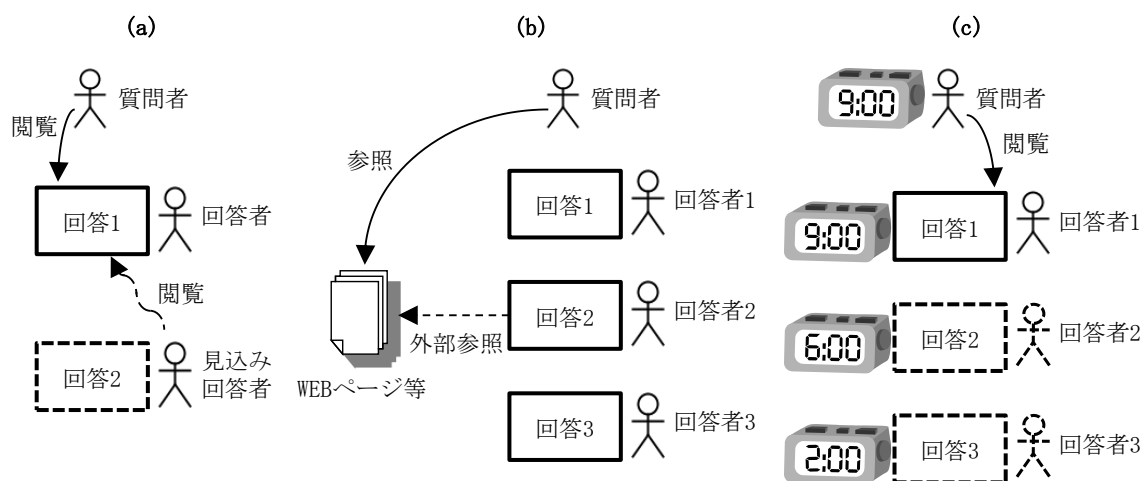 (a)
質問者
閲覧
回答1
回答者
閲覧
回答2
見込み
回答者
(b)
質問者
参照
回答1
回答者1
回答2
回答者2
外部参照
WEBページ等
回答3
回答者3
(c)
9:00
質問者
閲覧
9:00
回答1
回答者1
6:00
回答2
回答者2
2:00
回答3
回答者3